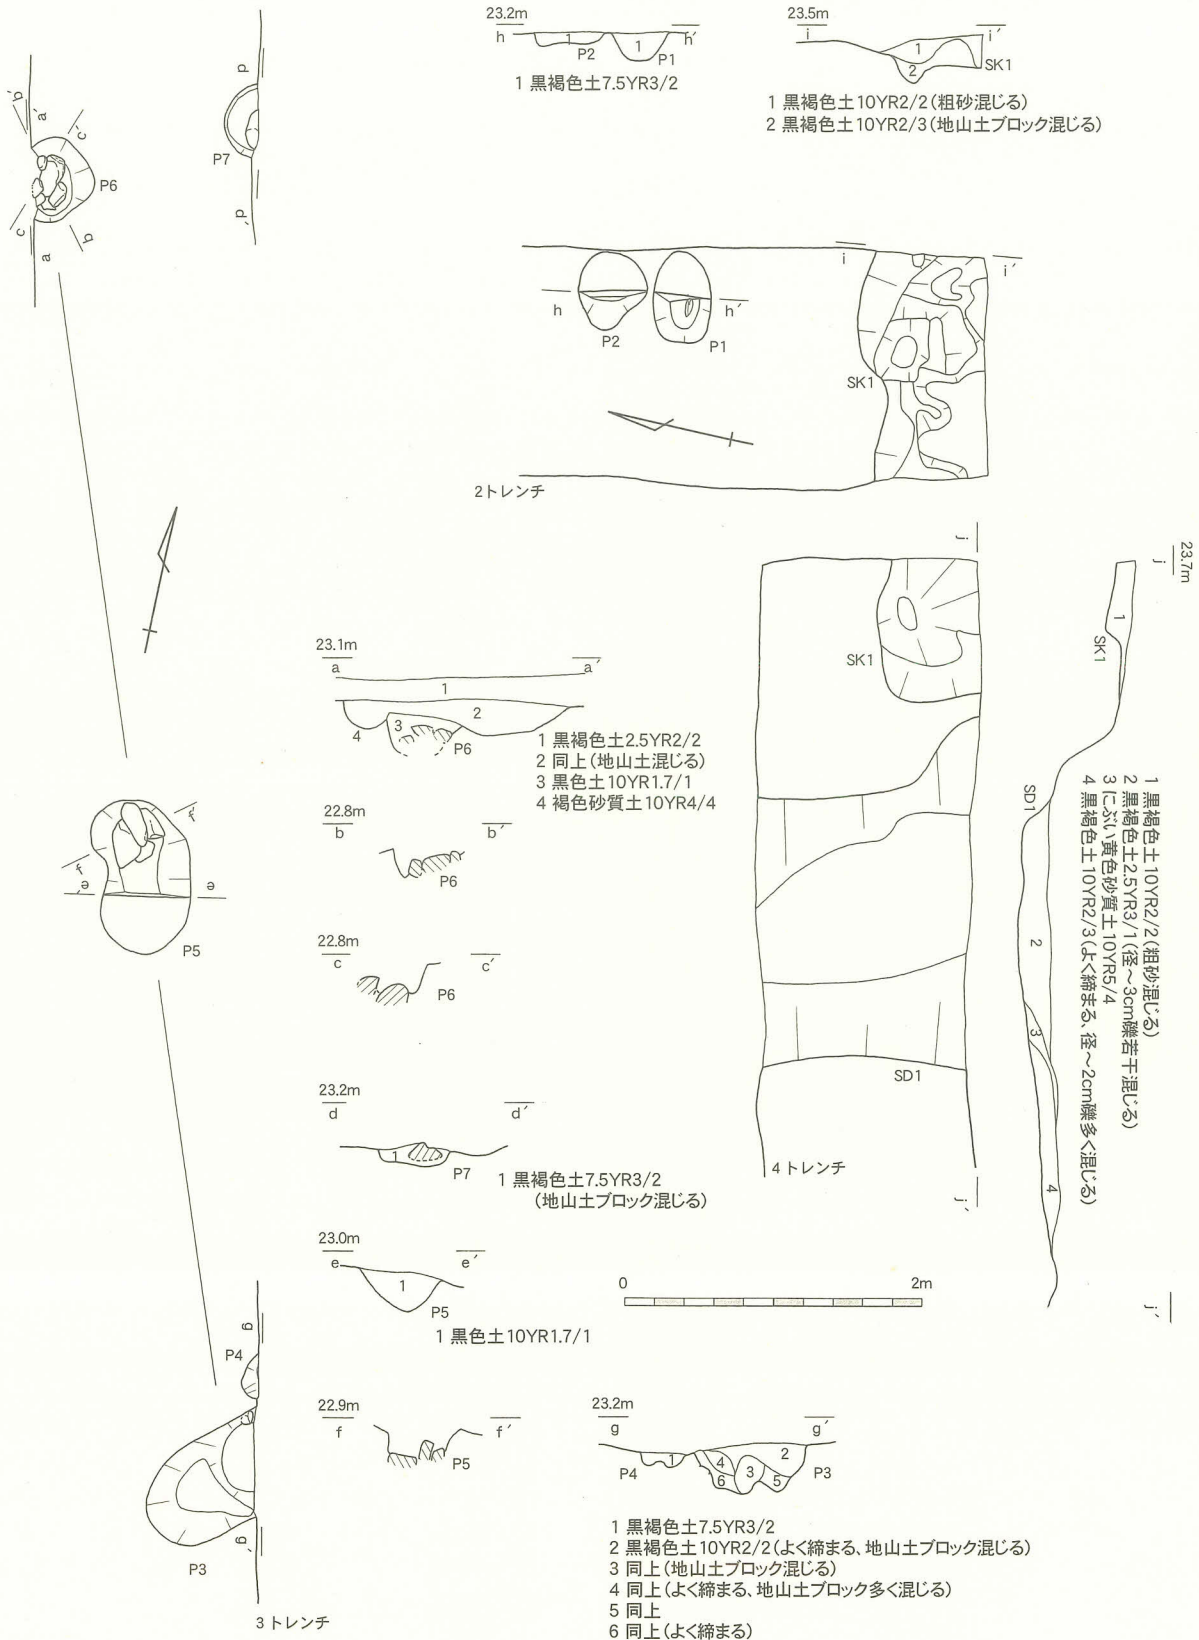 23.2m
h h′
1 1
P2 P1
1 黒褐色土7.5YR3/2
23.5m
i i′
1
2
SK1
1 黒褐色土10YR2/2(粗砂混じる)
2 黒褐色土10YR2/3(地山土ブロック混じる)
b′
a′
c′
P6
c
a
b
d
P7
d′
i
i′
h h′
P2 P1
SK1
2トレンチ
j
SK1
SD1
4トレンチ
j′
23.7m
j
1
SK1
SD1
2
3
4
j′
1 黒褐色土10YR2/2(粗砂混じる)
2 黒褐色土2.5YR3/1(径~3cm礫若干混じる)
3 にぶい黄色砂質土10YR5/4
4 黒褐色土10YR2/3(よく締まる、径~2cm礫多く混じる)
23.1m
a a′
1
2
3
4
P6
1 黒褐色土2.5YR2/2
2 同上(地山土混じる)
3 黒色土10YR1.7/1
4 褐色砂質土10YR4/4
22.8m
b b′
P6
22.8m
c c′
P6
f′
f
e′ e
P5
23.2m
d d′
1
P7
1 黒褐色土7.5YR3/2
(地山土ブロック混じる)
23.0m
e e′
1
P5
1 黒色土10YR1.7/1
0 2m
22.9m
f f′
P5
g
P4
P3
g′
3トレンチ
23.2m
g g′
P4 1
4 2
6 3 5
P3
1 黒褐色土7.5YR3/2
2 黒褐色土10YR2/2(よく締まる、地山土ブロック混じる)
3 同上(地山土ブロック混じる)
4 同上(よく締まる、地山土ブロック多く混じる)
5 同上
6 同上(よく締まる)